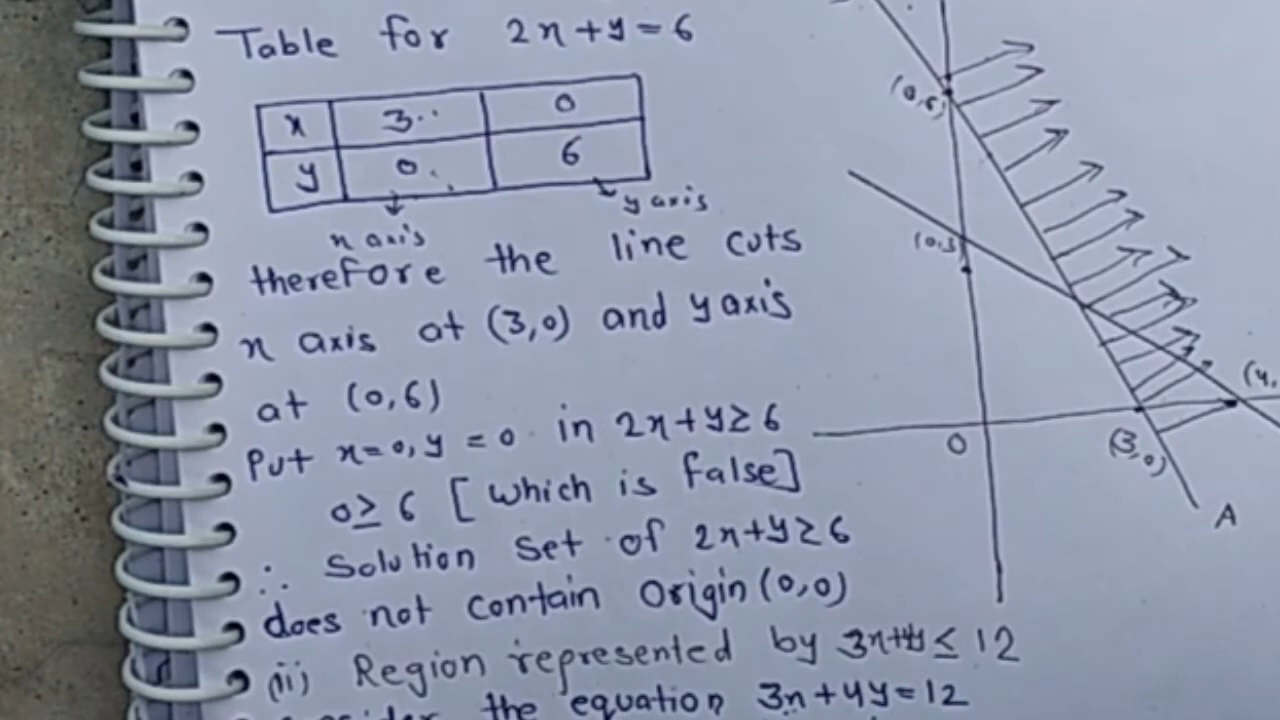 Table for 2x+y=6
x 3 0
y 0 6
x axis y axis
therefore the line cuts
x axis at (3,0) and y axis
at (0,6)
Put x=0, y=0 in 2x+y≥6
0≥6 [which is false]
∴ Solution set of 2x+y≥6
does not contain origin (0,0)
(ii) Region represented by 3x+4y≤12
the equation 3x+4y=12
(0,6)
(0,3
(4,
O
(3,0)
A